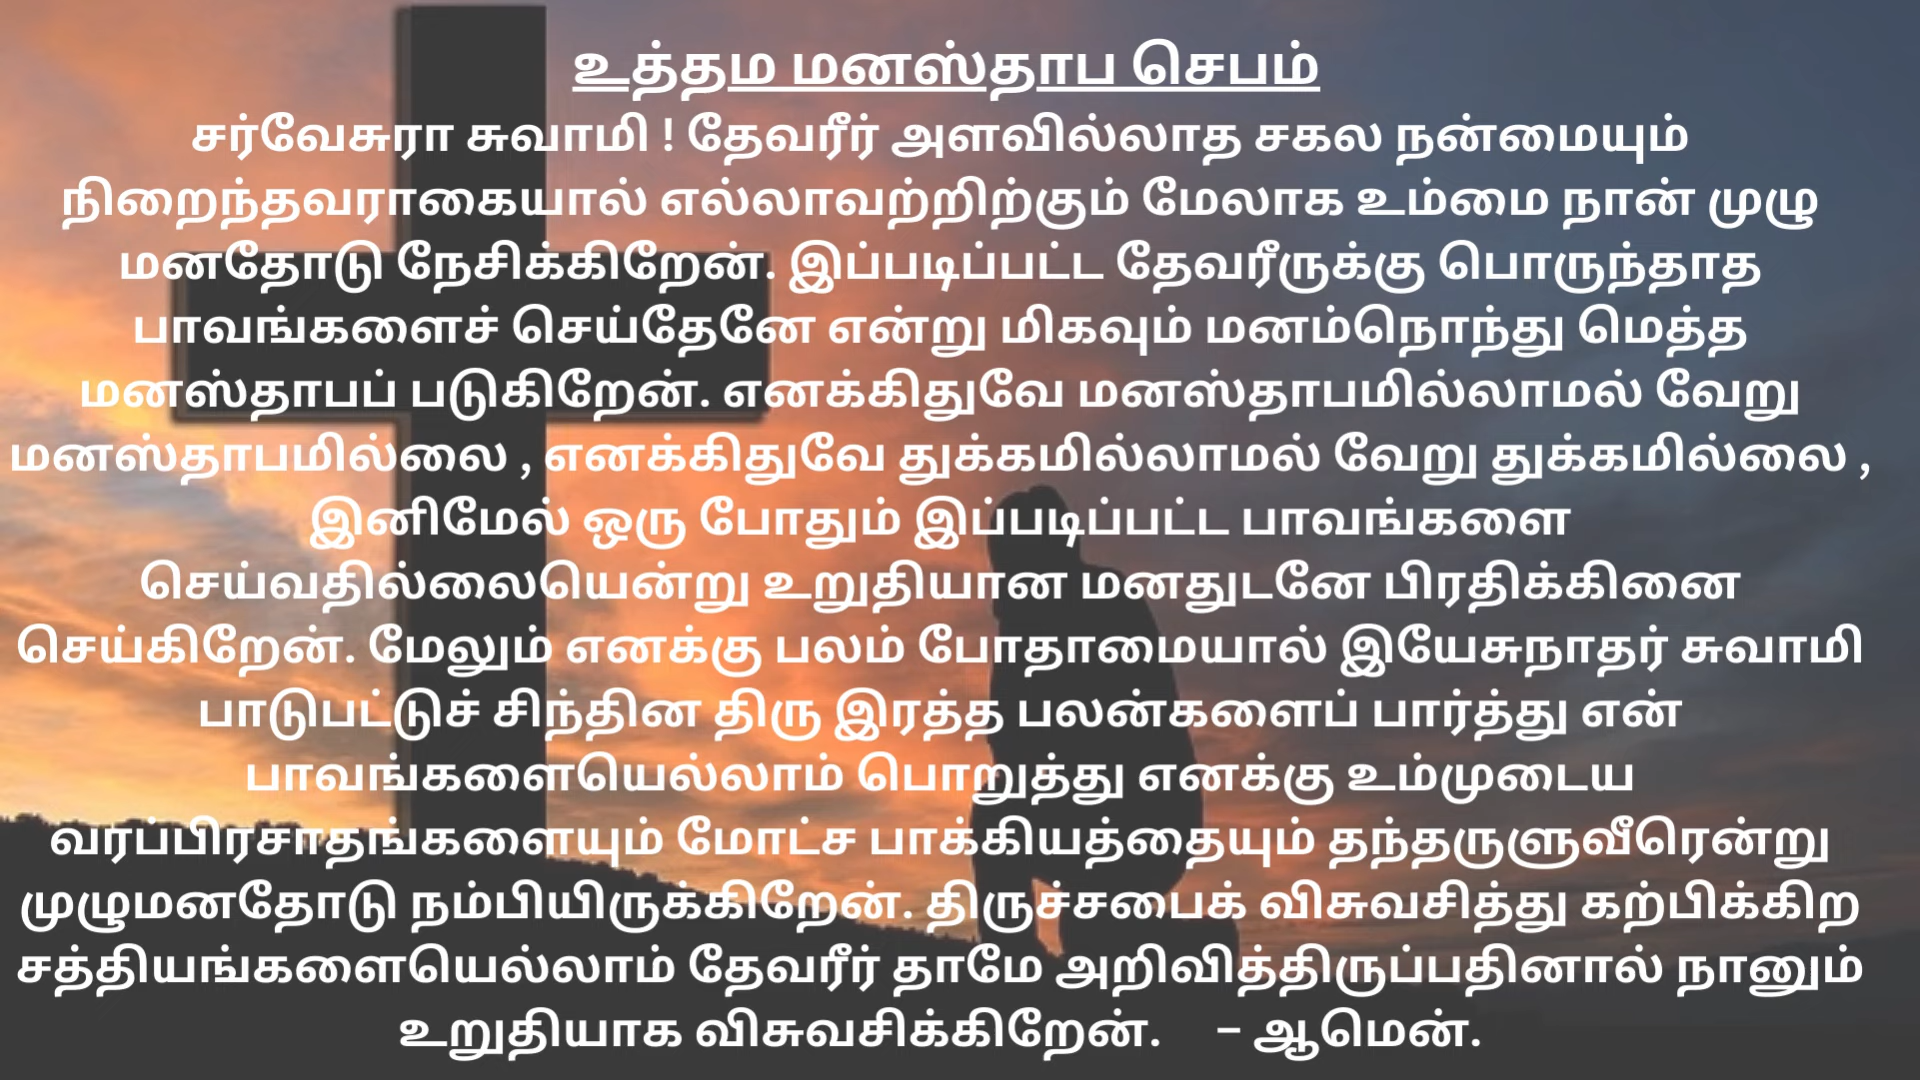 உத்தம மனஸ்தாப செபம்
சர்வேசுரா சுவாமி ! தேவரீர் அளவில்லாத சகல நன்மையும்
நிறைந்தவராகையால் எல்லாவற்றிற்கும் மேலாக உம்மை நான் முழு
மனதோடு நேசிக்கிறேன். இப்படிப்பட்ட தேவரீருக்கு பொருந்தாத
பாவங்களைச் செய்தேனே என்று மிகவும் மனம்நொந்து மெத்த
மனஸ்தாபப் படுகிறேன். எனக்கிதுவே மனஸ்தாபமில்லாமல் வேறு
மனஸ்தாபமில்லை , எனக்கிதுவே துக்கமில்லாமல் வேறு துக்கமில்லை ,
இனிமேல் ஒரு போதும் இப்படிப்பட்ட பாவங்களை
செய்வதில்லையென்று உறுதியான மனதுடனே பிரதிக்கினை
செய்கிறேன். மேலும் எனக்கு பலம் போதாமையால் இயேசுநாதர் சுவாமி
பாடுபட்டுச் சிந்தின திரு இரத்த பலன்களைப் பார்த்து என்
பாவங்களையெல்லாம் பொறுத்து எனக்கு உம்முடைய
வரப்பிரசாதங்களையும் மோட்ச பாக்கியத்தையும் தந்தருளுவீரென்று
முழுமனதோடு நம்பியிருக்கிறேன். திருச்சபைக் விசுவசித்து கற்பிக்கிற
சத்தியங்களையெல்லாம் தேவரீர் தாமே அறிவித்திருப்பதினால் நானும்
உறுதியாக விசுவசிக்கிறேன். – ஆமென்.